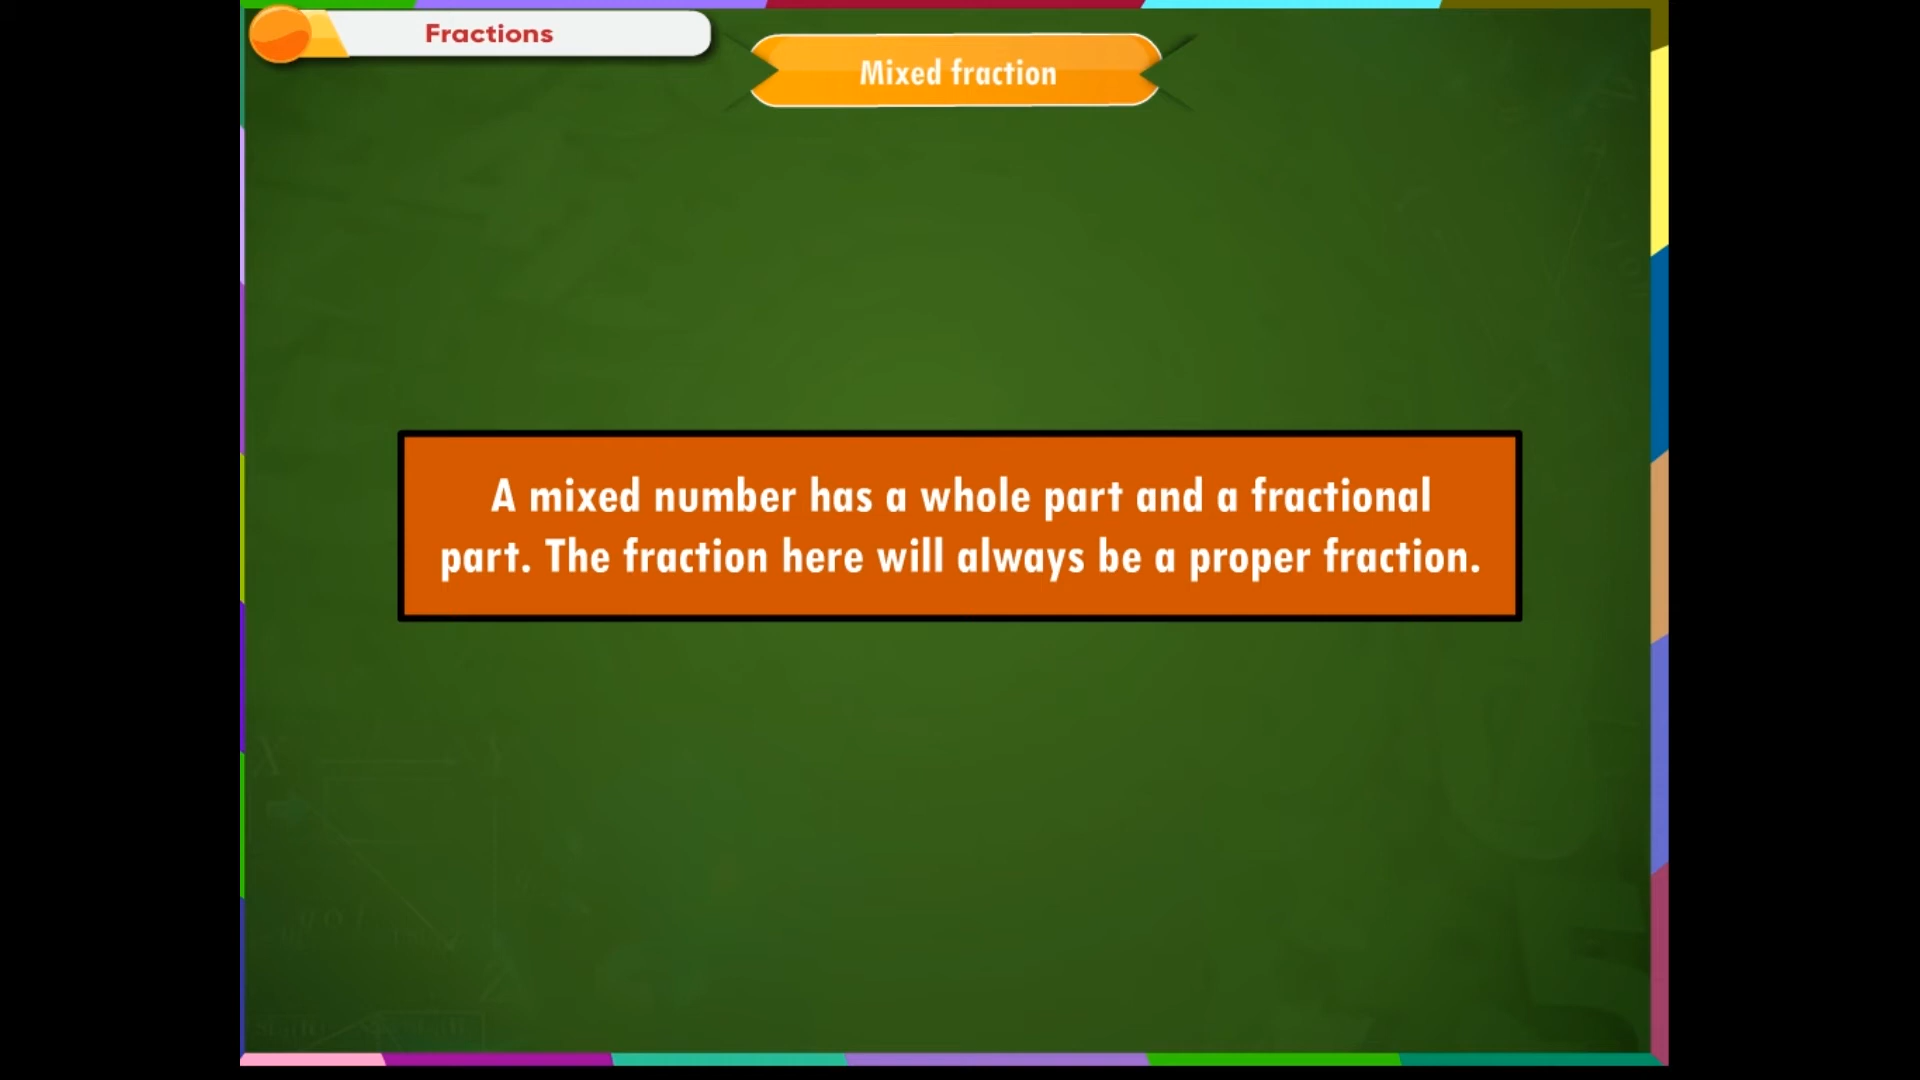 Fractions
Mixed fraction
A mixed number has a whole part and a fractional
part. The fraction here will always be a proper fraction.